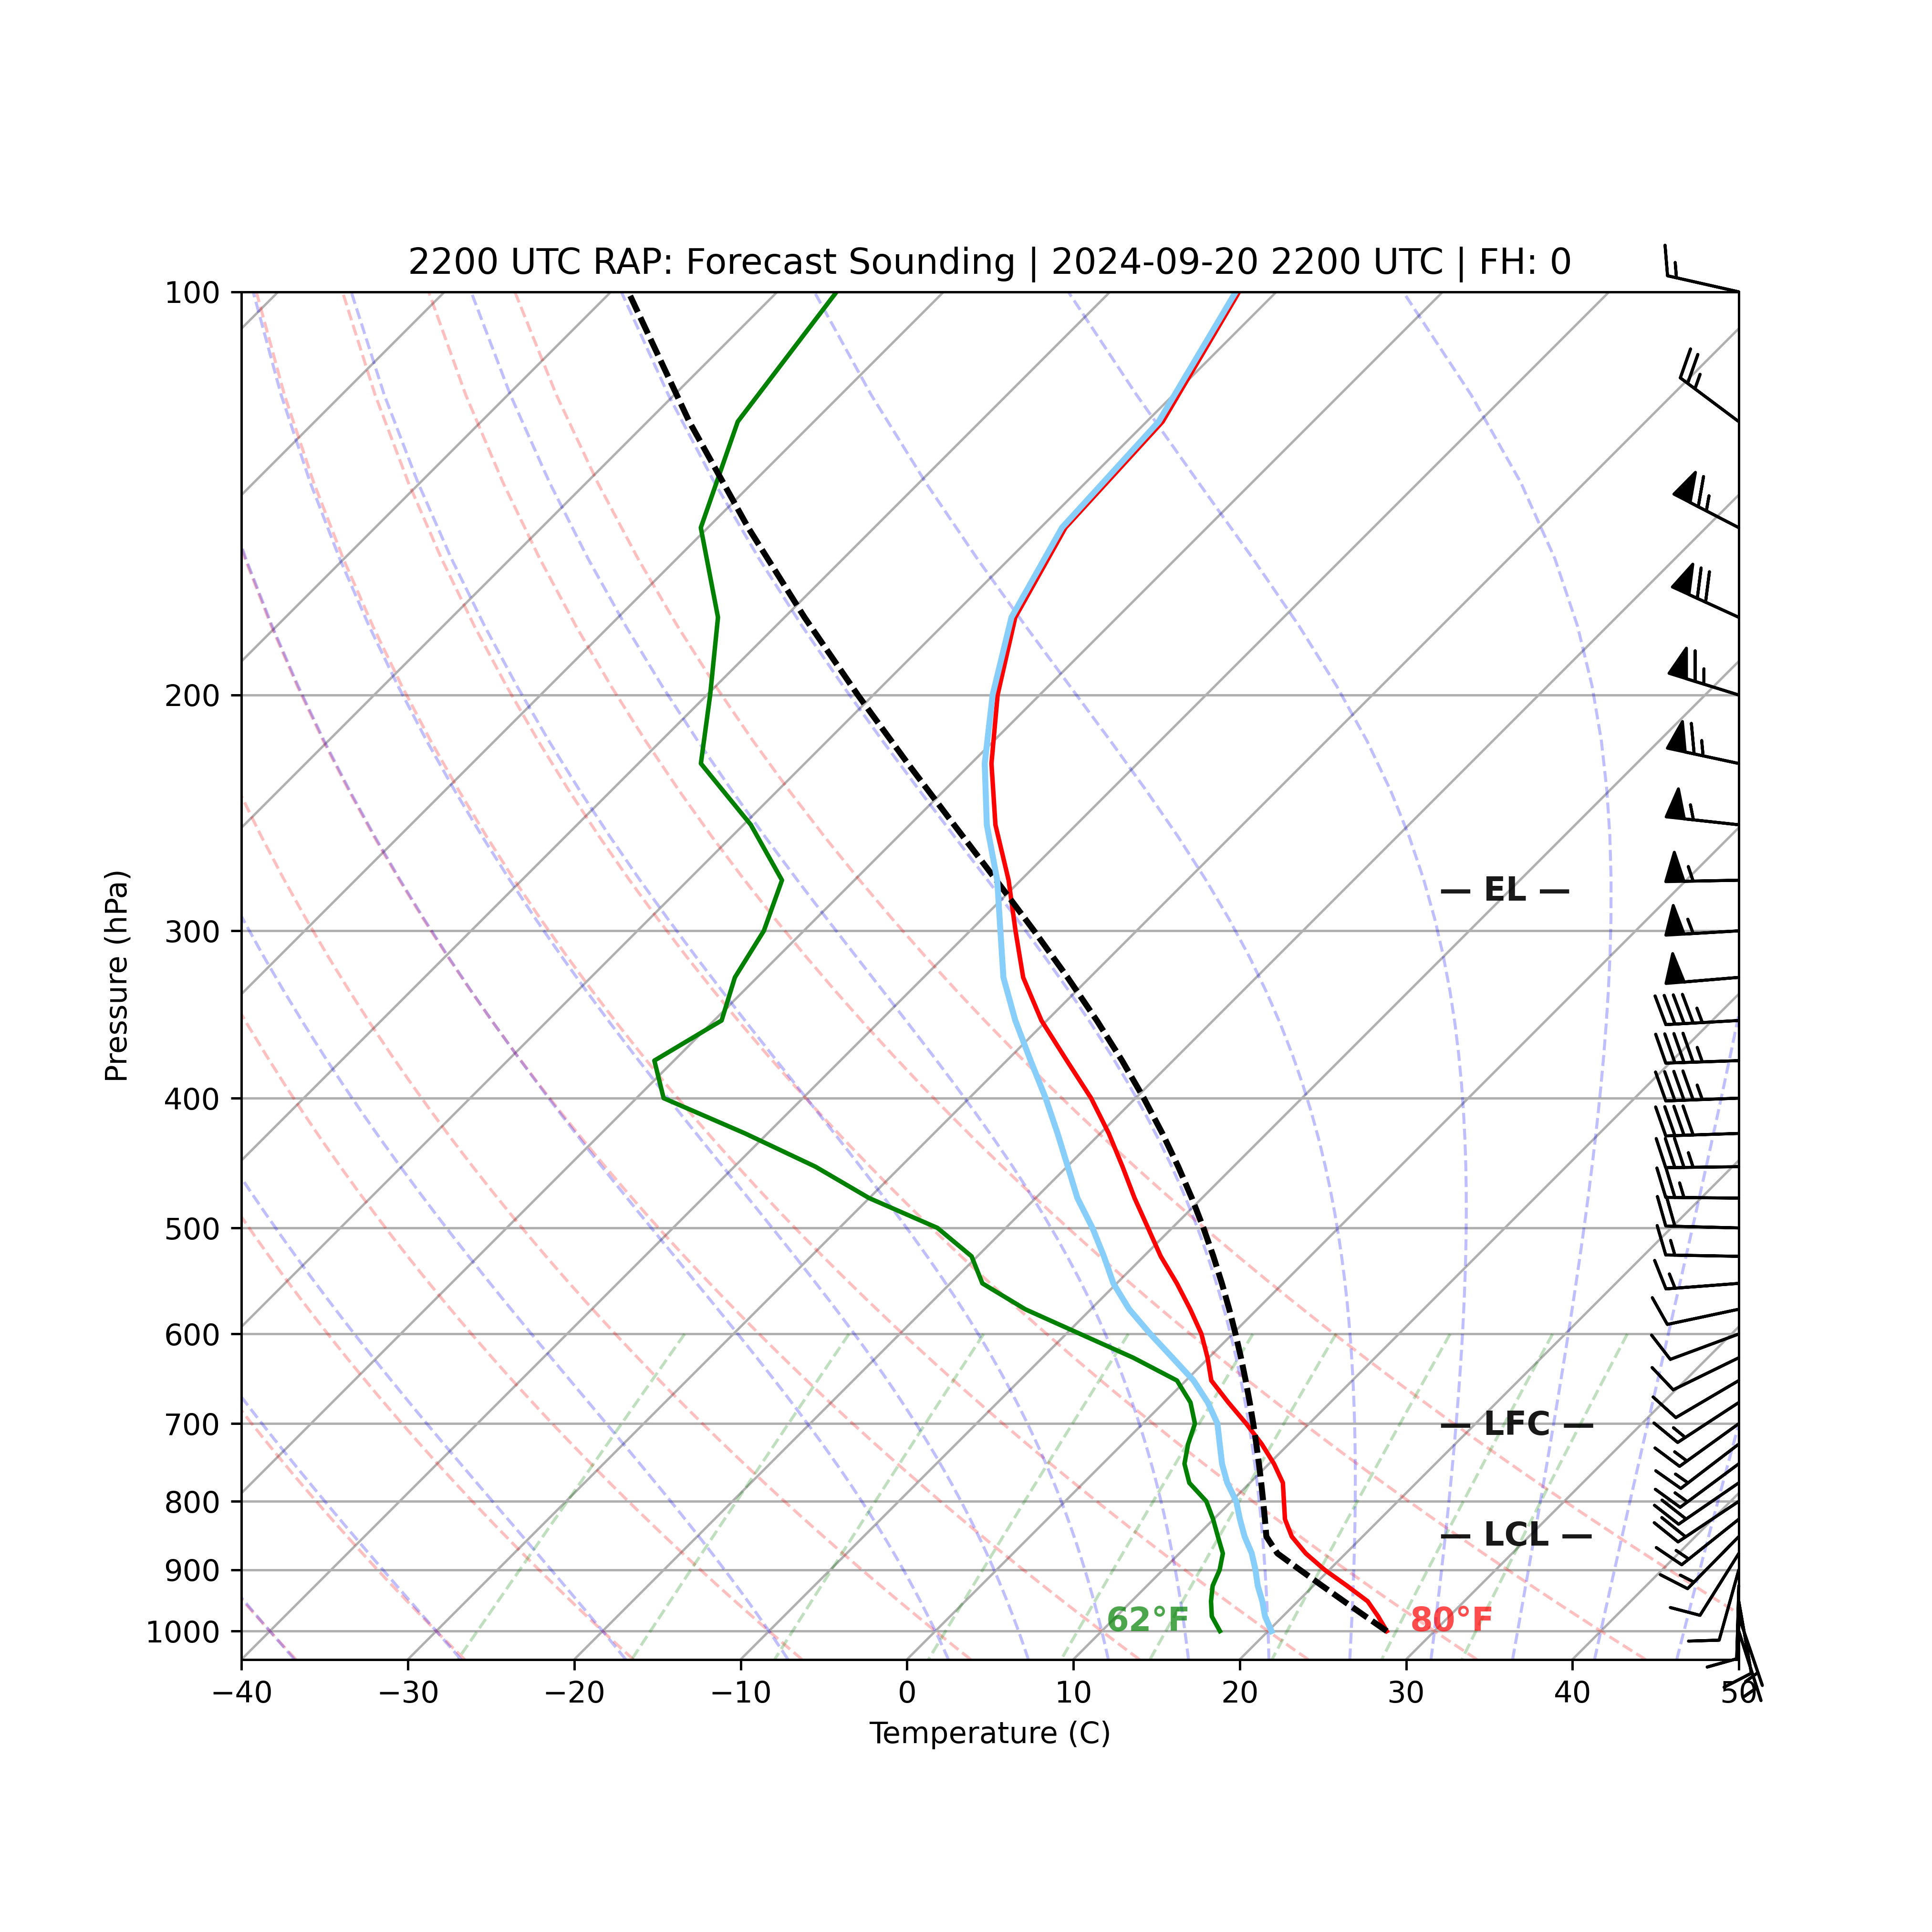 2200 UTC RAP: Forecast Sounding | 2024-09-20 2200 UTC | FH: 0
100
200
300
400
500
600
700
800
900
1000
Pressure (hPa)
— EL —
— LFC —
— LCL —
62°F
80°F
−40 −30 −20 −10 0 10 20 30 40 50
Temperature (C)